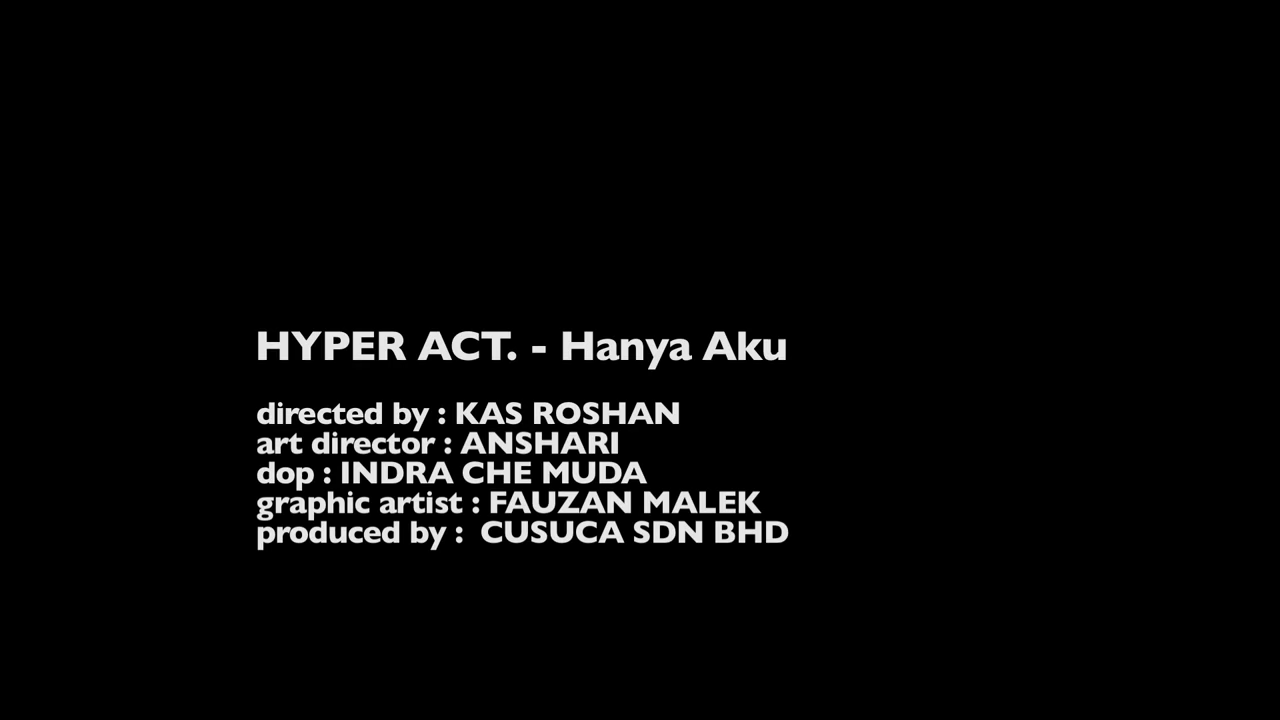 HYPER ACT. - Hanya Aku
directed by : KAS ROSHAN
art director : ANSHARI
dop : INDRA CHE MUDA
graphic artist : FAUZAN MALEK
produced by :  CUSUCA SDN BHD